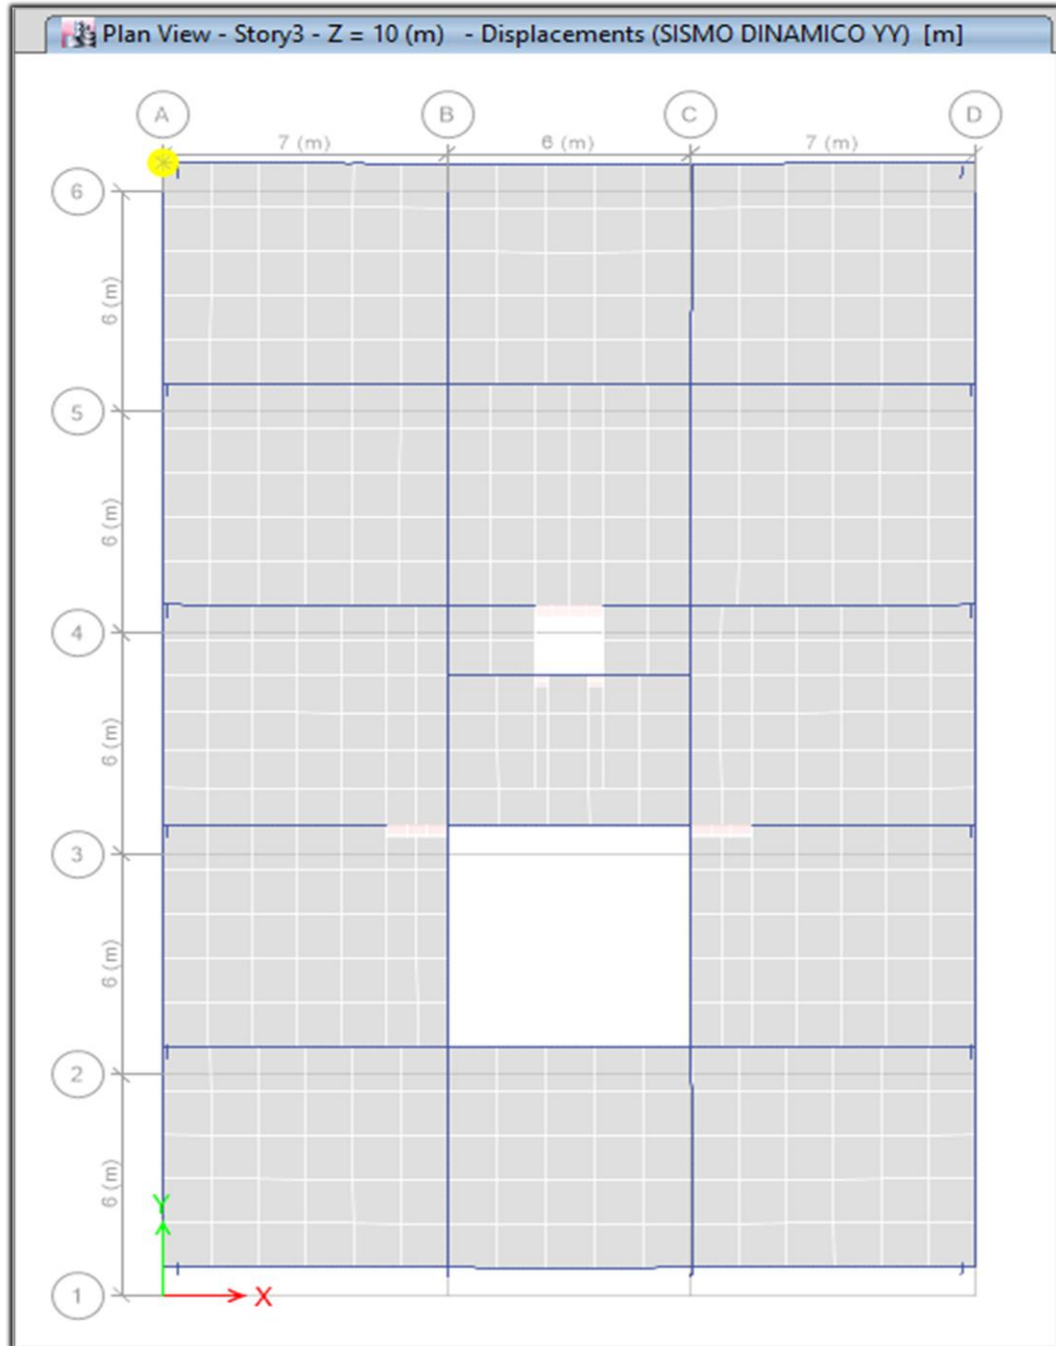 Plan View - Story3 - Z = 10 (m) - Displacements (SISMO DINAMICO YY) [m]
A B C D
7 (m) 6 (m) 7 (m)
6
6 (m)
5
6 (m)
4
6 (m)
3
6 (m)
2
6 (m)
Y
1 X